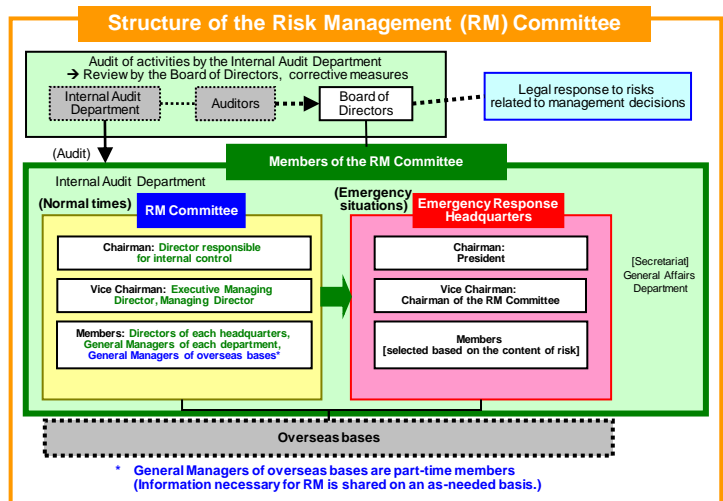 Structure of the Risk Management (RM) Committee
Audit of activities by the Internal Audit Department
→ Review by the Board of Directors, corrective measures
Internal Audit
Department
Auditors
Board of
Directors
Legal response to risks
related to management decisions
(Audit)
Members of the RM Committee
Internal Audit Department
(Normal times)
RM Committee
Chairman: Director responsible
for internal control
Vice Chairman: Executive Managing
Director, Managing Director
Members: Directors of each headquarters,
General Managers of each department,
General Managers of overseas bases*
(Emergency
situations)
Emergency Response
Headquarters
Chairman:
President
Vice Chairman:
Chairman of the RM Committee
Members
[selected based on the content of risk]
[Secretariat]
General Affairs
Department
Overseas bases
* General Managers of overseas bases are part-time members
(Information necessary for RM is shared on an as-needed basis.)